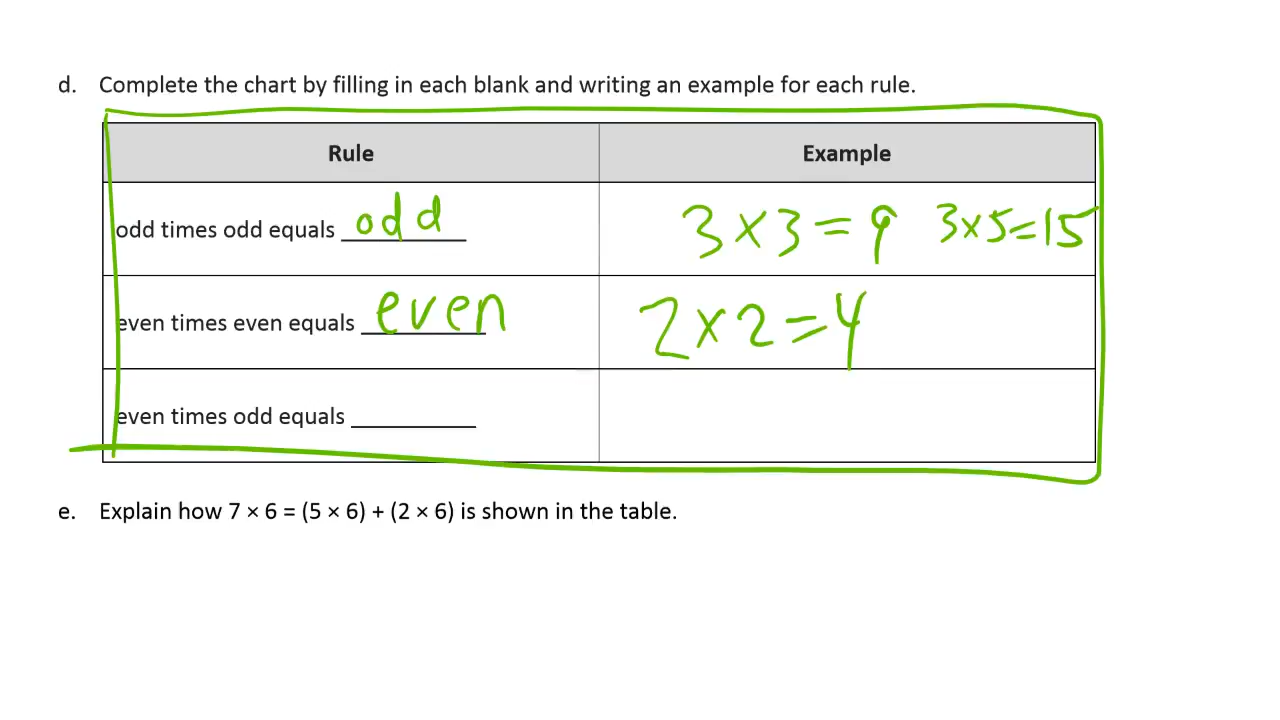 d. Complete the chart by filling in each blank and writing an example for each rule.
Rule Example
odd times odd equals odd 3 × 3 = 9 3 × 5 = 15
even times even equals even 2 × 2 = 4
even times odd equals ___________
e. Explain how 7 × 6 = (5 × 6) + (2 × 6) is shown in the table.